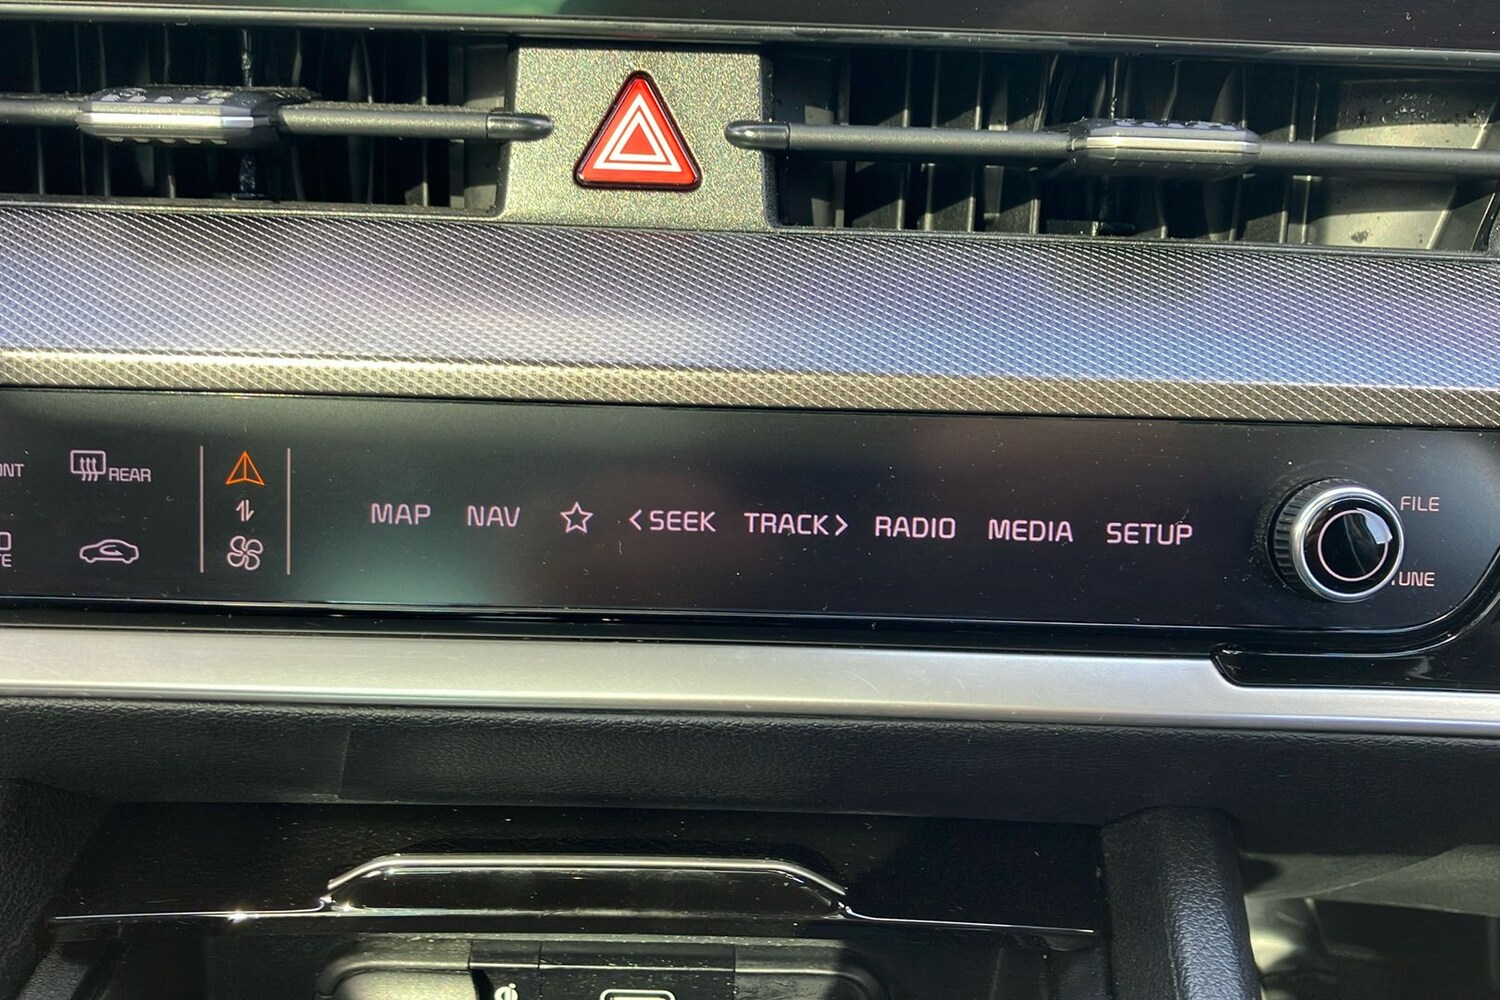 REAR
MAP NAV <SEEK TRACK> RADIO MEDIA SETUP
FILE